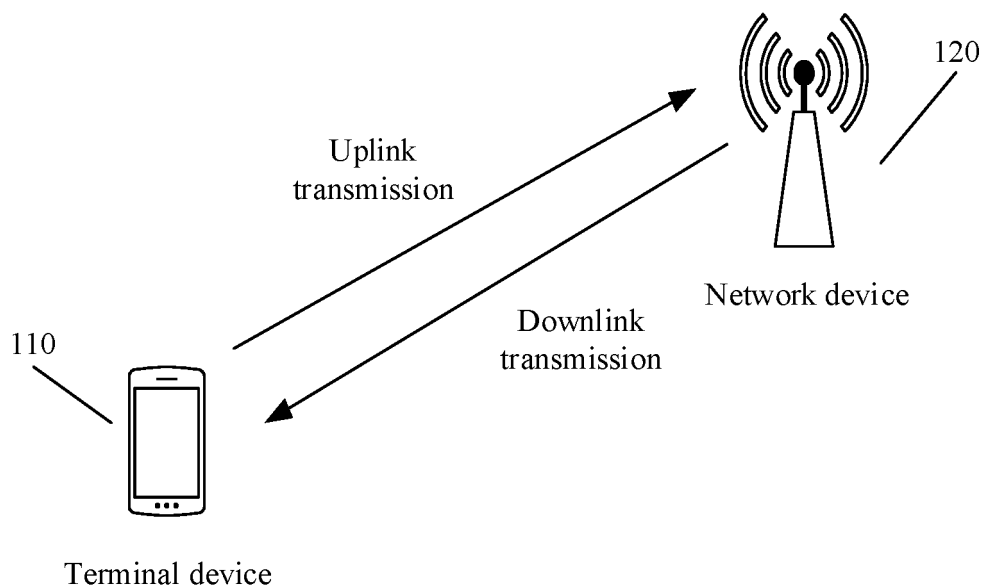 120
Uplink
transmission
Network device
Downlink
transmission
110
Terminal device